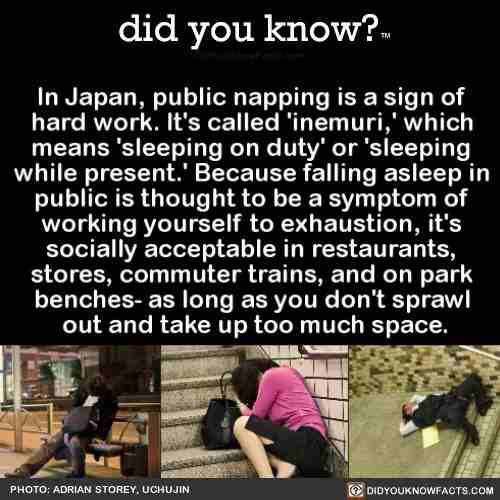 did you know?™
In Japan, public napping is a sign of
hard work. It's called 'inemuri,' which
means 'sleeping on duty' or 'sleeping
while present.' Because falling asleep in
public is thought to be a symptom of
working yourself to exhaustion, it's
socially acceptable in restaurants,
stores, commuter trains, and on park
benches- as long as you don't sprawl
out and take up too much space.
PHOTO: ADRIAN STOREY, UCHUJIN
DIDYOUKNOWFACTS.COM